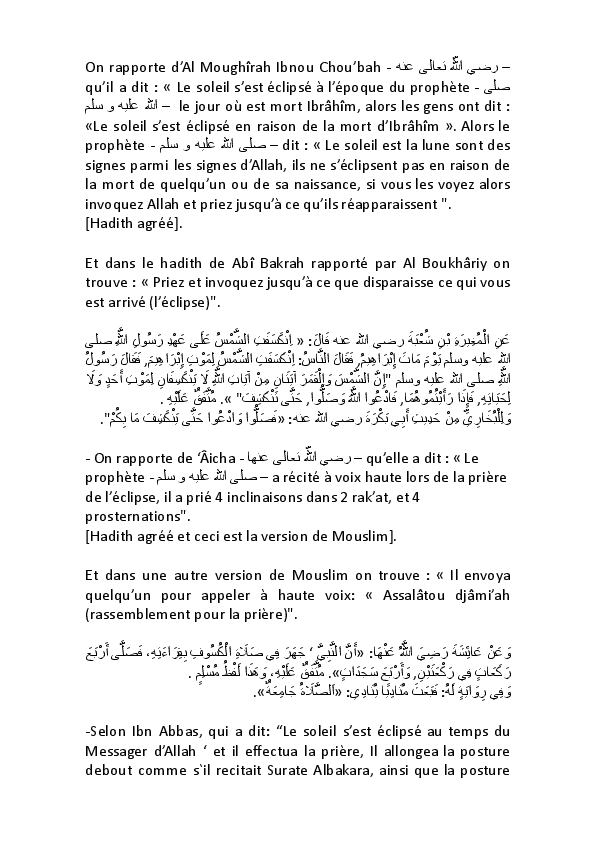 On rapporte d’Al Moughîrah Ibnou Chou’bah - رضي الله تعالى عنه –
qu’il a dit : « Le soleil s’est éclipsé à l’époque du prophète - صلى
الله عليه و سلم – le jour où est mort Ibrâhîm, alors les gens ont dit :
«Le soleil s’est éclipsé en raison de la mort d’Ibrâhîm ». Alors le
prophète - صلى الله عليه و سلم – dit : « Le soleil est la lune sont des
signes parmi les signes d’Allah, ils ne s’éclipsent pas en raison de
la mort de quelqu’un ou de sa naissance, si vous les voyez alors
invoquez Allah et priez jusqu’à ce qu’ils réapparaissent ".
[Hadith agréé].
Et dans le hadith de Abî Bakrah rapporté par Al Boukhâriy on
trouve : « Priez et invoquez jusqu’à ce que disparaisse ce qui vous
est arrivé (l’éclipse)".
عَنِ الْمُغِيرَةِ بْنِ شُعْبَةَ رضي الله عنه قَالَ: « اِنْكَسَفَتِ الشَّمْسُ عَلَى عَهْدِ رَسُولِ اللَّهِ صلى
الله عليه وسلم يَوْمَ مَاتَ إِبْرَاهِيمُ, فَقَالَ النَّاسُ: اِنْكَسَفَتِ الشَّمْسُ لِمَوْتِ إِبْرَاهِيمَ, فَقَالَ رَسُولُ
اللَّهِ صلى الله عليه وسلم "إِنَّ الشَّمْسَ وَالْقَمَرَ آيَتَانِ مِنْ آيَاتِ اللَّهِ لَا يَنْكَسِفَانِ لِمَوْتِ أَحَدٍ وَلَا
لِحَيَاتِهِ, فَإِذَا رَأَيْتُمُوهُمَا, فَادْعُوا اللَّهَ وَصَلُّوا, حَتَّى تَنْكَشِفَ" ». مُتَّفَقٌ عَلَيْهِ .
وَلِلْبُخَارِيِّ مِنْ حَدِيثِ أَبِي بَكْرَةَ رضي الله عنه: «فَصَلُّوا وَادْعُوا حَتَّى يَنْكَشِفَ مَا بِكُمْ".
- On rapporte de ‘Âicha - رضي الله تعالى عنها – qu’elle a dit : « Le
prophète - صلى الله عليه و سلم – a récité à voix haute lors de la prière
de l’éclipse, il a prié 4 inclinaisons dans 2 rak’at, et 4
prosternations".
[Hadith agréé et ceci est la version de Mouslim].
Et dans une autre version de Mouslim on trouve : « Il envoya
quelqu’un pour appeler à haute voix: « Assalâtou djâmi’ah
(rassemblement pour la prière)".
وَعَنْ عَائِشَةَ رَضِيَ اللَّهُ عَنْهَا: «أَنَّ النَّبِيَّ ‘ جَهَرَ فِي صَلَاةِ الْكُسُوفِ بِقِرَاءَتِهِ, فَصَلَّى أَرْبَعَ
رَكَعَاتٍ فِي رَكْعَتَيْنِ, وَأَرْبَعَ سَجَدَاتٍ». مُتَّفَقٌ عَلَيْهِ, وَهَذَا لَفْظُ مُسْلِمٍ .
وَفِي رِوَايَةٍ لَهُ: فَبَعَثَ مُنَادِيًا يُنَادِي: «اَلصَّلَاةُ جَامِعَةٌ».
-Selon Ibn Abbas, qui a dit: “Le soleil s’est éclipsé au temps du
Messager d’Allah ‘ et il effectua la prière, Il allongea la posture
debout comme s`il recitait Surate Albakara, ainsi que la posture